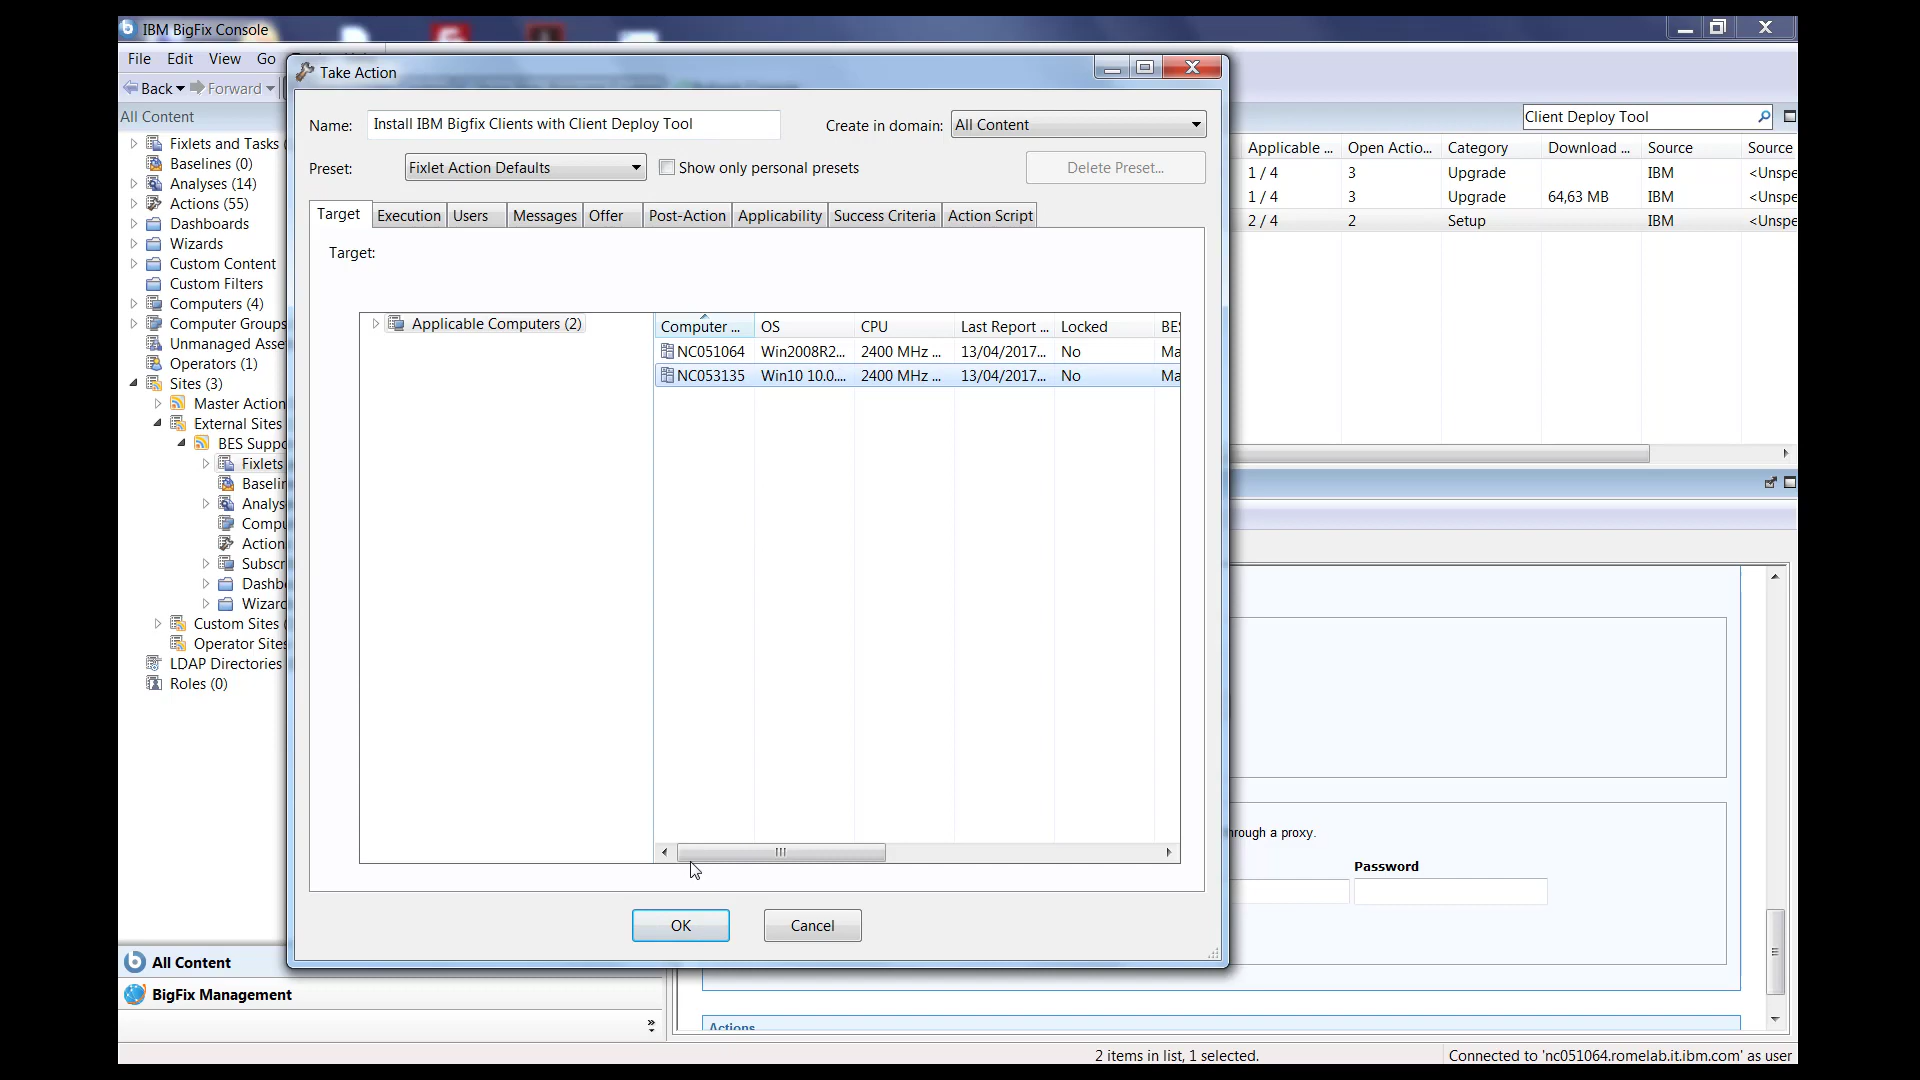 IBM BigFix Console
File Edit View Go
Back Forward
All Content
Fixlets and Tasks
Baselines (0)
Analyses (14)
Actions (55)
Dashboards
Wizards
Custom Content
Custom Filters
Computers (4)
Computer Groups
Unmanaged Asse
Operators (1)
Sites (3)
Master Action
External Sites
BES Suppo
Fixlets
Baselin
Analys
Compu
Action
Subscr
Dashbo
Wizard
Custom Sites
Operator Sites
LDAP Directories
Roles (0)
All Content
BigFix Management
Take Action
Name: Install IBM Bigfix Clients with Client Deploy Tool
Create in domain: All Content
Preset: Fixlet Action Defaults
Show only personal presets
Delete Preset...
Target Execution Users Messages Offer Post-Action Applicability Success Criteria Action Script
Target:
Applicable Computers (2)
Computer ... OS CPU Last Report ... Locked BES
NC051064 Win2008R2... 2400 MHz ... 13/04/2017... No Ma
NC053135 Win10 10.0.... 2400 MHz ... 13/04/2017... No Ma
OK Cancel
Client Deploy Tool
Applicable ... Open Actio... Category Download ... Source Source
1 / 4 3 Upgrade IBM <Unspe
1 / 4 3 Upgrade 64,63 MB IBM <Unspe
2 / 4 2 Setup IBM <Unspe
hrough a proxy.
Password
Actions
2 items in list, 1 selected.
Connected to 'nc051064.romelab.it.ibm.com' as user